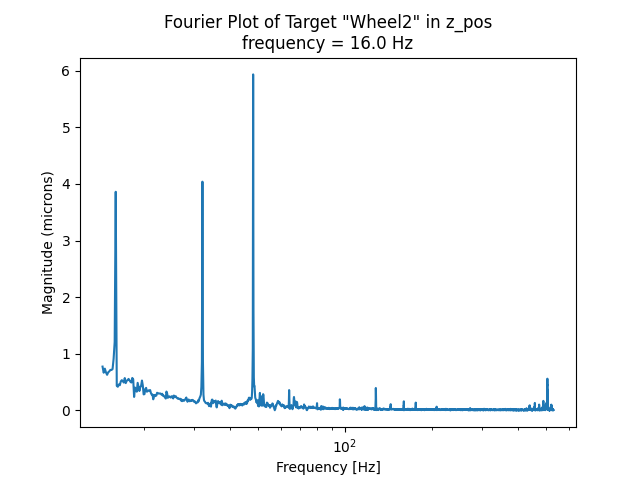 Fourier Plot of Target "Wheel2" in z_pos
frequency = 16.0 Hz
6
5
4
3
2
1
0
Magnitude (microns)
10²
Frequency [Hz]